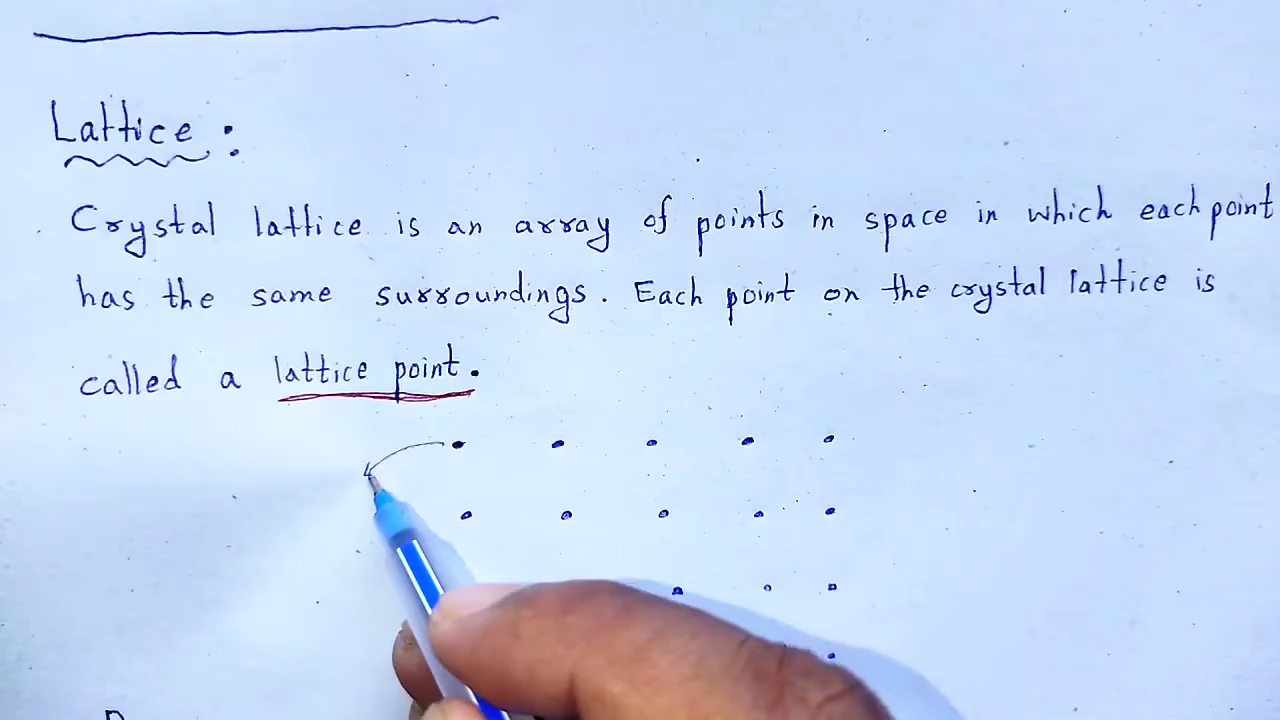 Lattice :
Crystal lattice is an array of points in space in which each point
has the same surroundings. Each point on the crystal lattice is
called a lattice point.